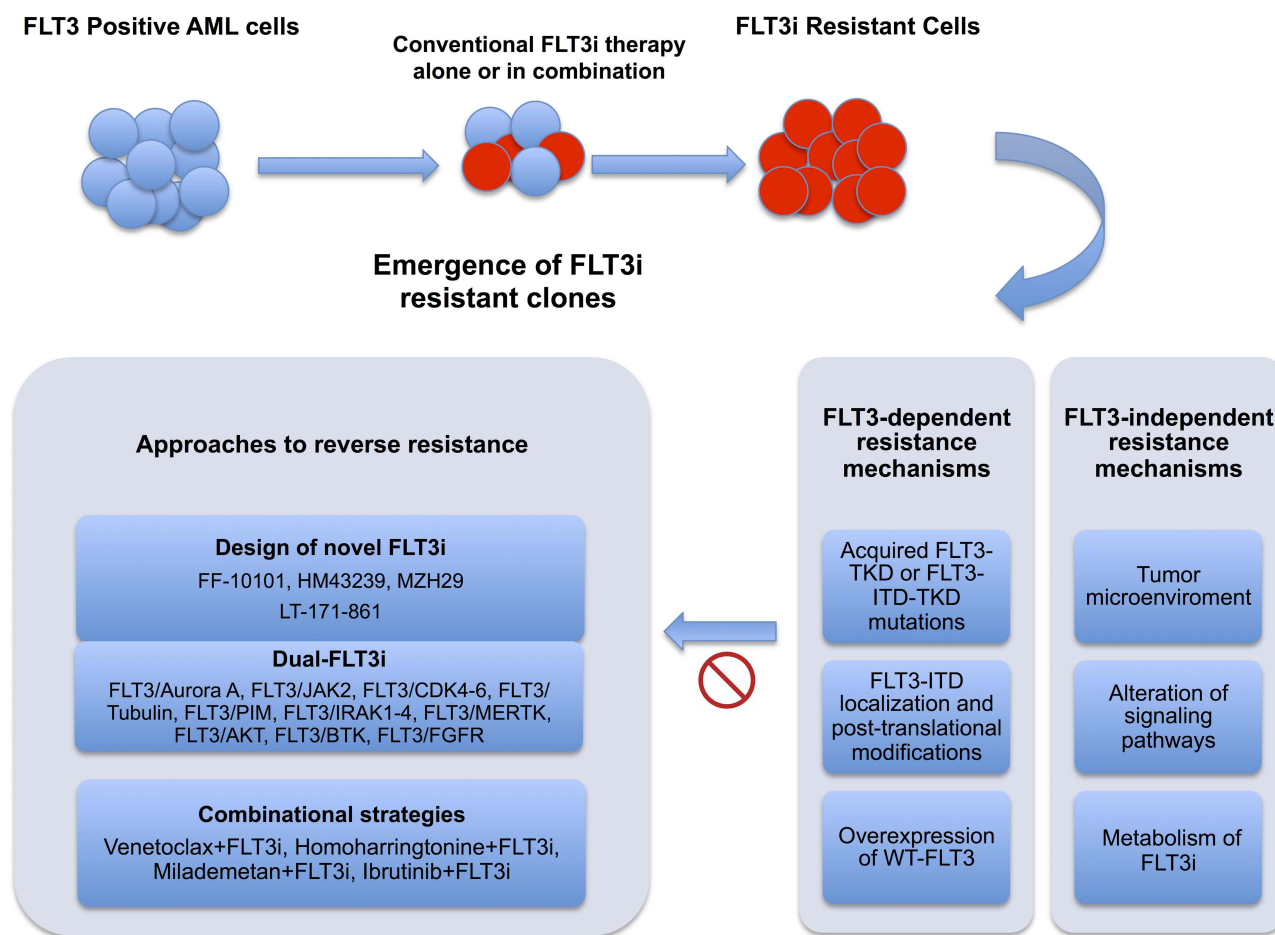 FLT3 Positive AML cells
Conventional FLT3i therapy
alone or in combination
FLT3i Resistant Cells
Emergence of FLT3i
resistant clones
Approaches to reverse resistance
Design of novel FLT3i
FF-10101, HM43239, MZH29
LT-171-861
Dual-FLT3i
FLT3/Aurora A, FLT3/JAK2, FLT3/CDK4-6, FLT3/
Tubulin, FLT3/PIM, FLT3/IRAK1-4, FLT3/MERTK,
FLT3/AKT, FLT3/BTK, FLT3/FGFR
Combinational strategies
Venetoclax+FLT3i, Homoharringtonine+FLT3i,
Milademetan+FLT3i, Ibrutinib+FLT3i
FLT3-dependent
resistance
mechanisms
Acquired FLT3-
TKD or FLT3-
ITD-TKD
mutations
FLT3-ITD
localization and
post-translational
modifications
Overexpression
of WT-FLT3
FLT3-independent
resistance
mechanisms
Tumor
microenviroment
Alteration of
signaling
pathways
Metabolism of
FLT3i